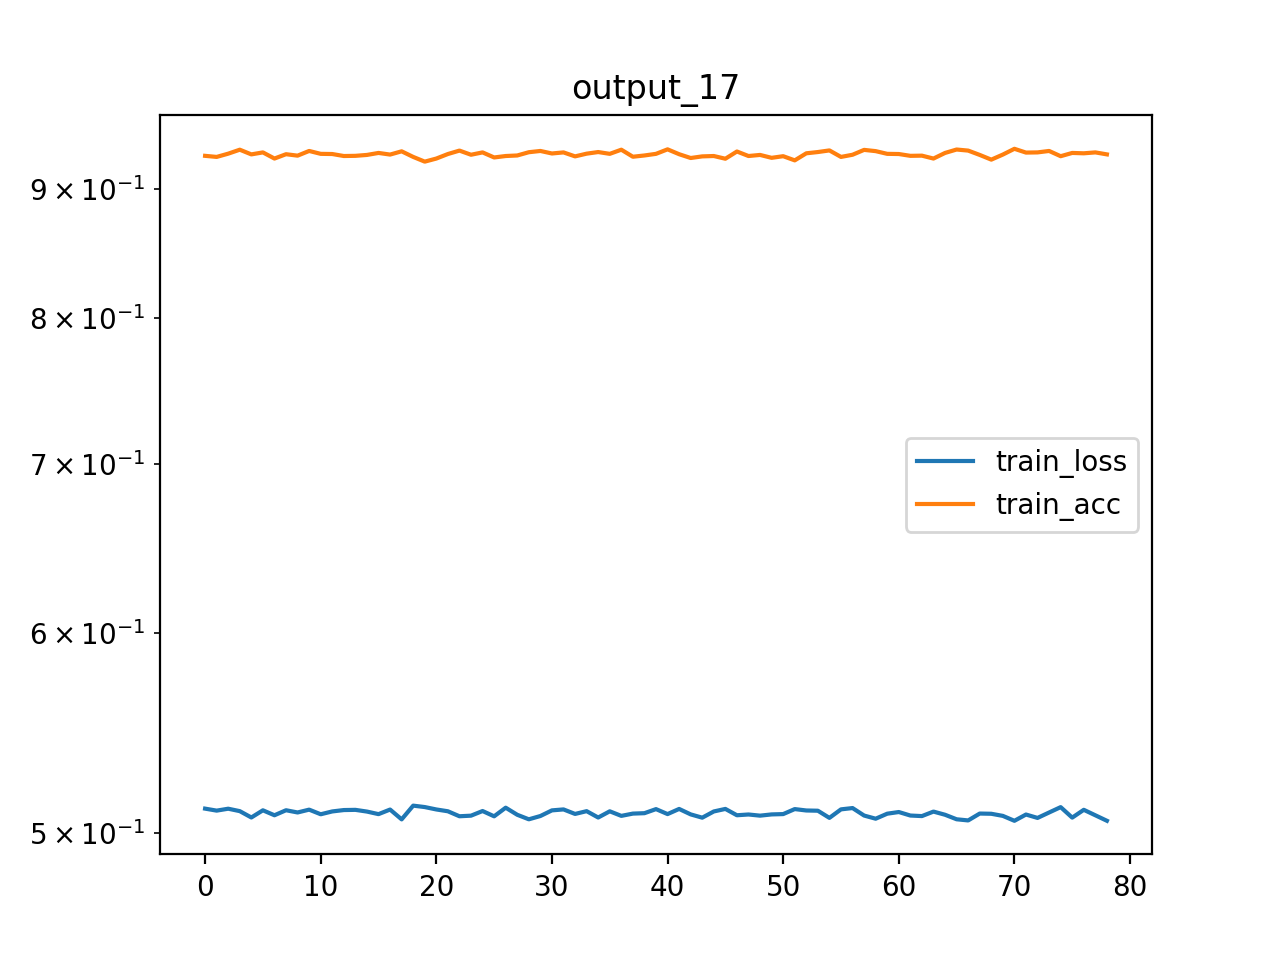 output_17
9 × 10⁻¹
8 × 10⁻¹
7 × 10⁻¹
6 × 10⁻¹
5 × 10⁻¹
train_loss
train_acc
0 10 20 30 40 50 60 70 80